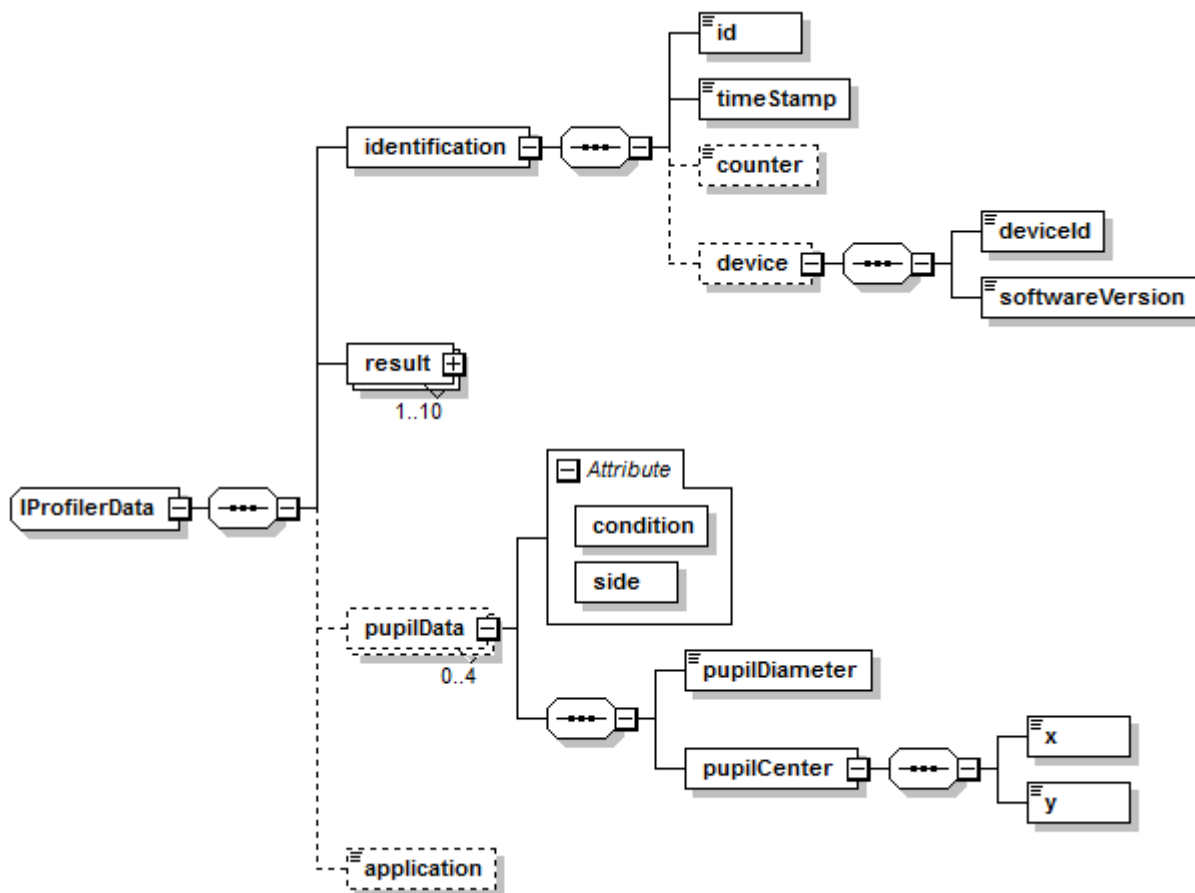 id
timeStamp
identification
counter
deviceId
device
softwareVersion
result
1..10
Attribute
IProfilerData
condition
side
pupilData
0..4
pupilDiameter
pupilCenter
x
y
application